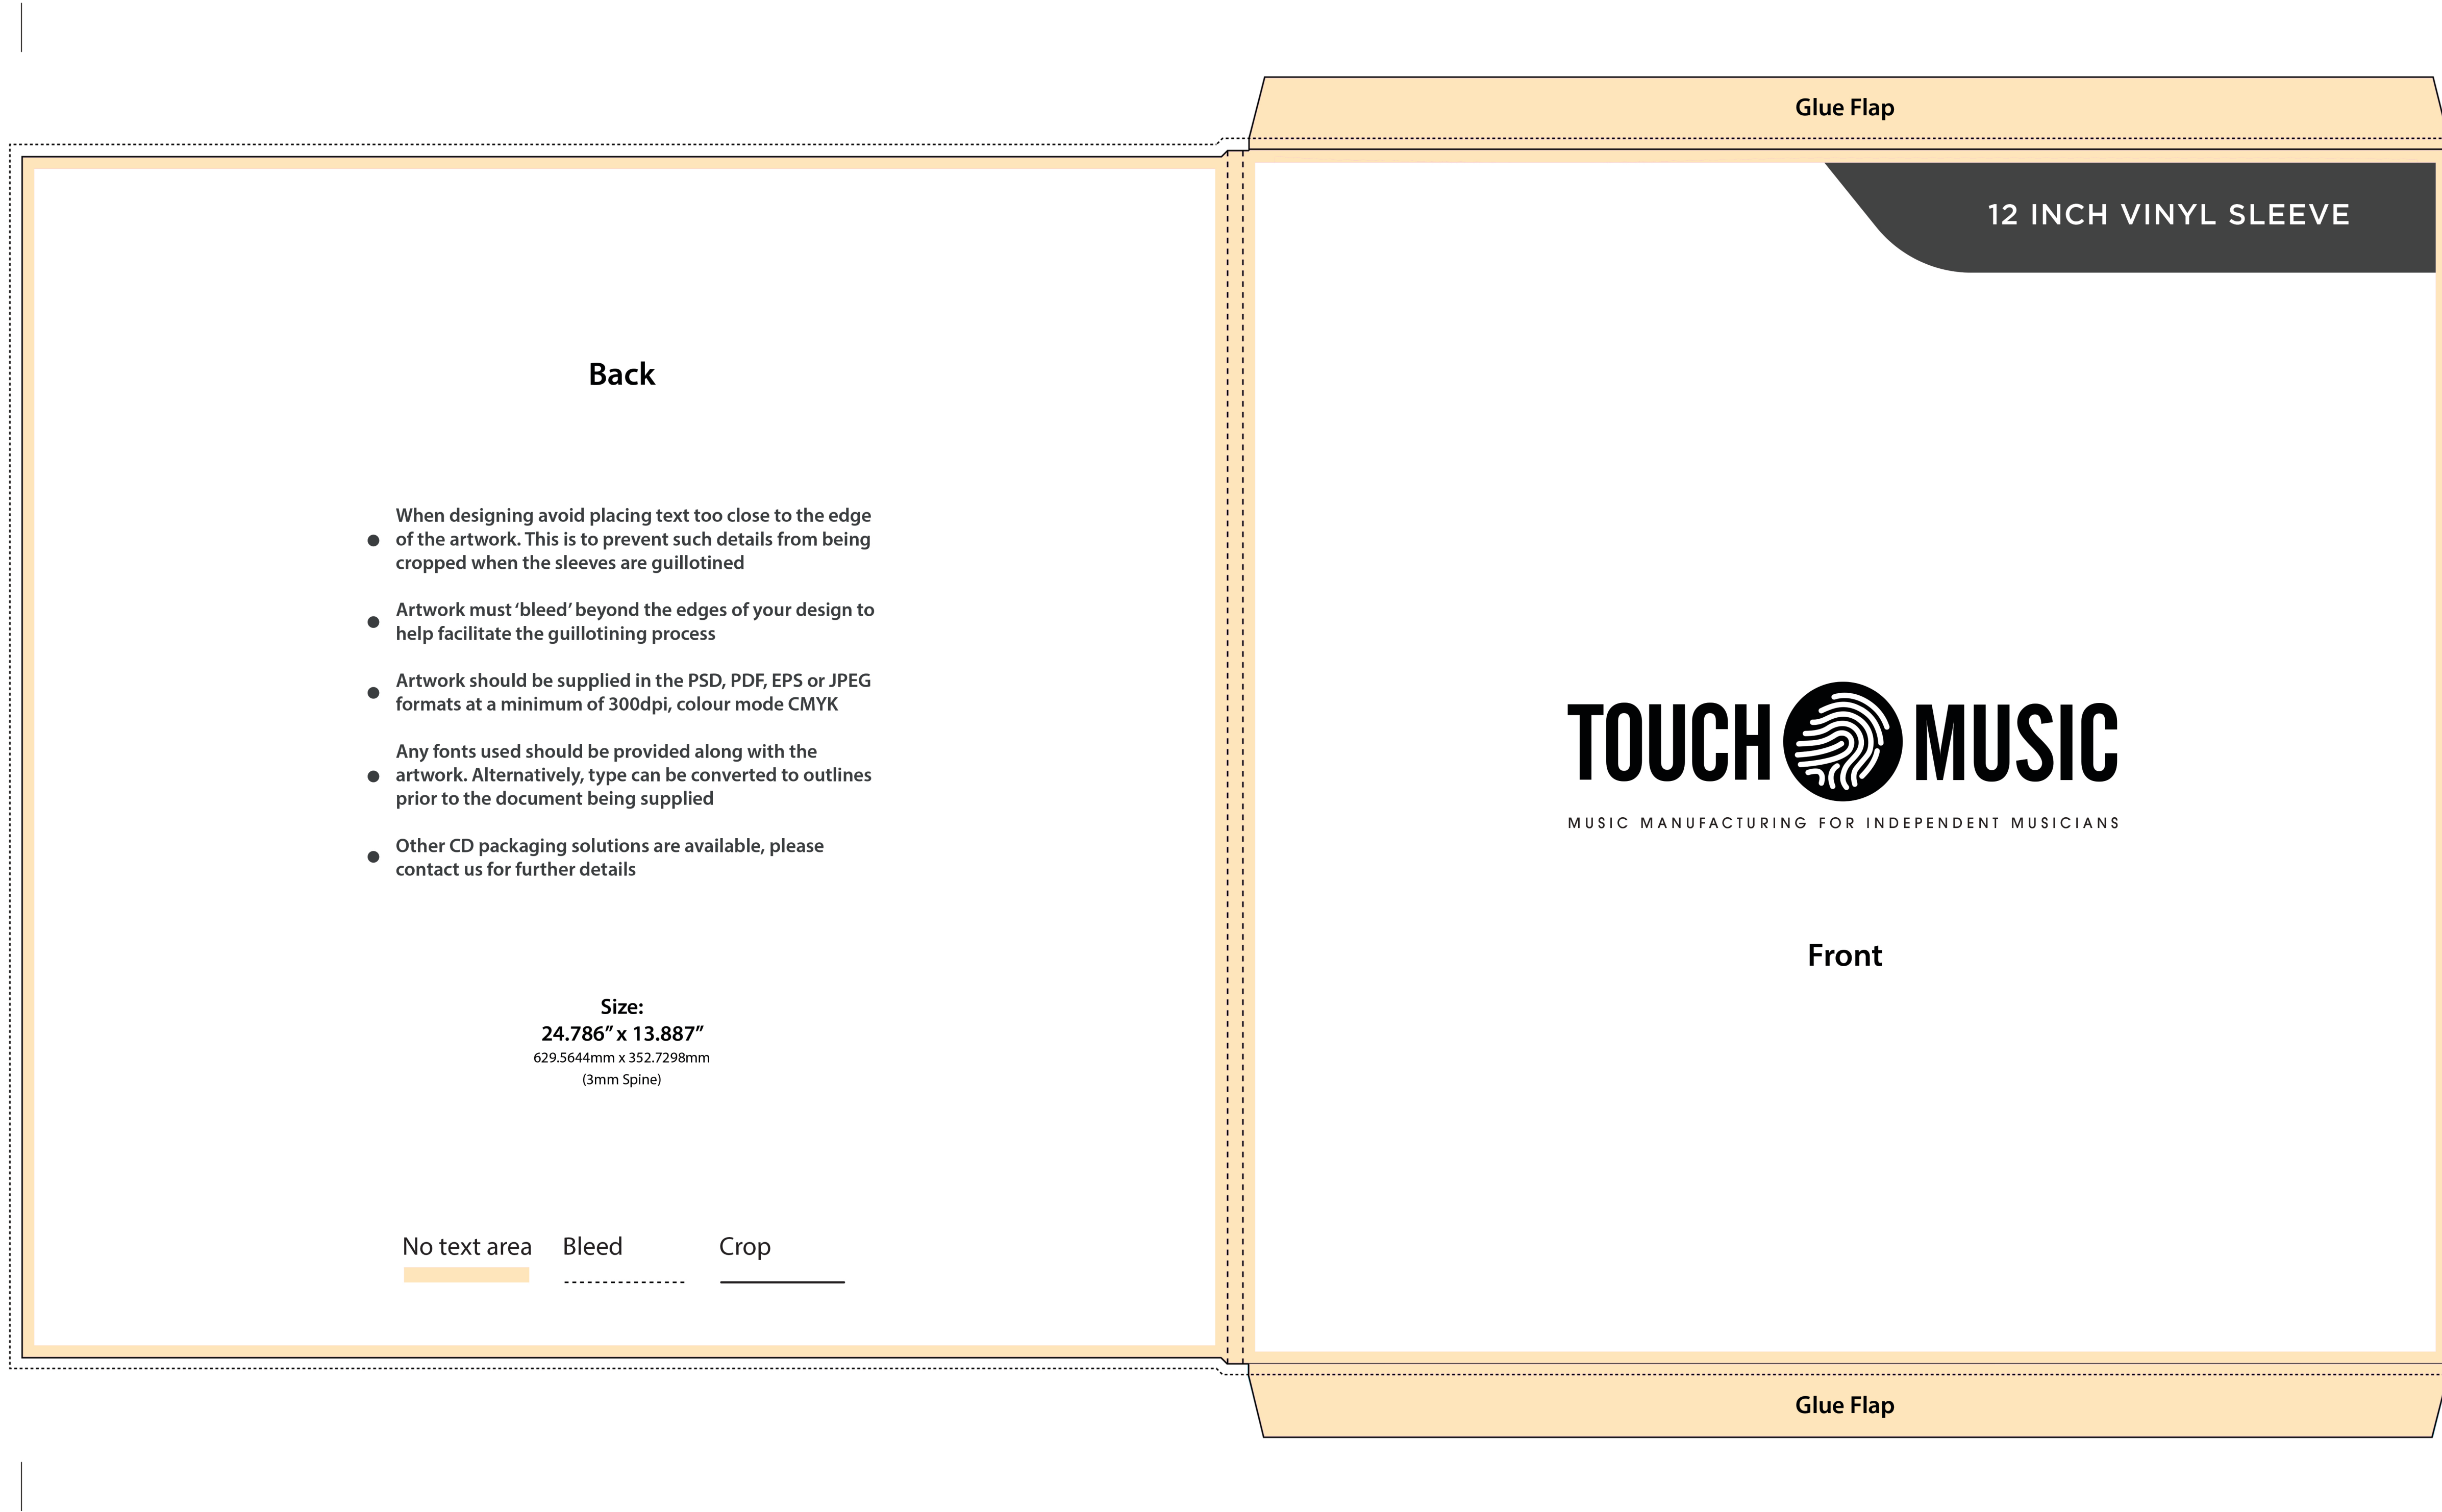 Glue Flap
12 INCH VINYL SLEEVE
Back
When designing avoid placing text too close to the edge
of the artwork. This is to prevent such details from being
cropped when the sleeves are guillotined
Artwork must ‘bleed’ beyond the edges of your design to
help facilitate the guillotining process
Artwork should be supplied in the PSD, PDF, EPS or JPEG
formats at a minimum of 300dpi, colour mode CMYK
Any fonts used should be provided along with the
artwork. Alternatively, type can be converted to outlines
prior to the document being supplied
Other CD packaging solutions are available, please
contact us for further details
Size:
24.786” x 13.887”
629.5644mm x 352.7298mm
(3mm Spine)
No text area Bleed Crop
TOUCH MUSIC
MUSIC MANUFACTURING FOR INDEPENDENT MUSICIANS
Front
Glue Flap